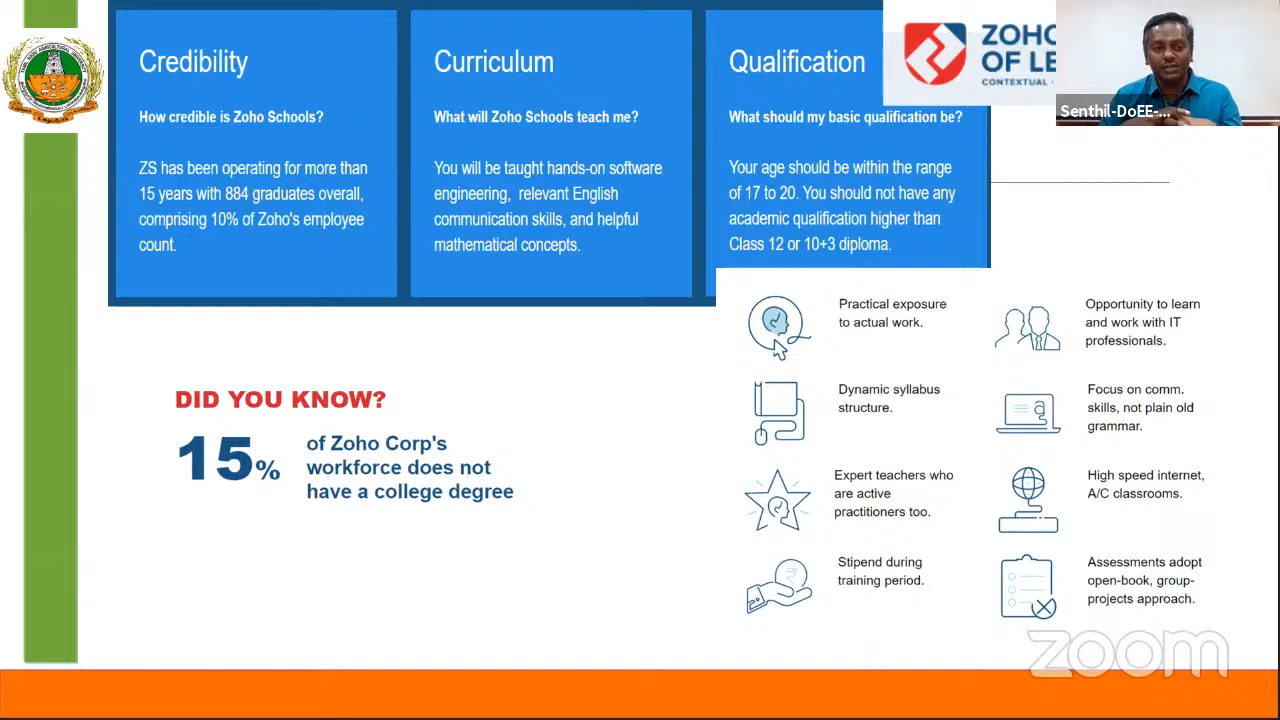 Credibility
How credible is Zoho Schools?
ZS has been operating for more than
15 years with 884 graduates overall,
comprising 10% of Zoho's employee
count.
Curriculum
What will Zoho Schools teach me?
You will be taught hands-on software
engineering, relevant English
communication skills, and helpful
mathematical concepts.
Qualification
What should my basic qualification be?
Your age should be within the range
of 17 to 20. You should not have any
academic qualification higher than
Class 12 or 10+3 diploma.
ZOHO
OF LE
CONTEXTUAL ·
Senthil-DoEE-...
DID YOU KNOW?
15%
of Zoho Corp's
workforce does not
have a college degree
Practical exposure
to actual work.
Opportunity to learn
and work with IT
professionals.
Dynamic syllabus
structure.
Focus on comm.
skills, not plain old
grammar.
Expert teachers who
are active
practitioners too.
High speed internet,
A/C classrooms.
Stipend during
training period.
Assessments adopt
open-book, group-
projects approach.
zoom